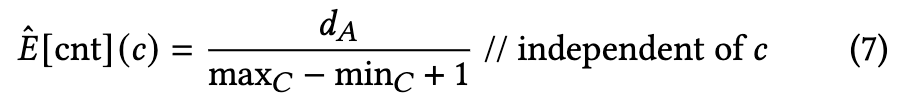 Ê[cnt](c) = d_A / (max_C − min_C + 1) // independent of c (7)